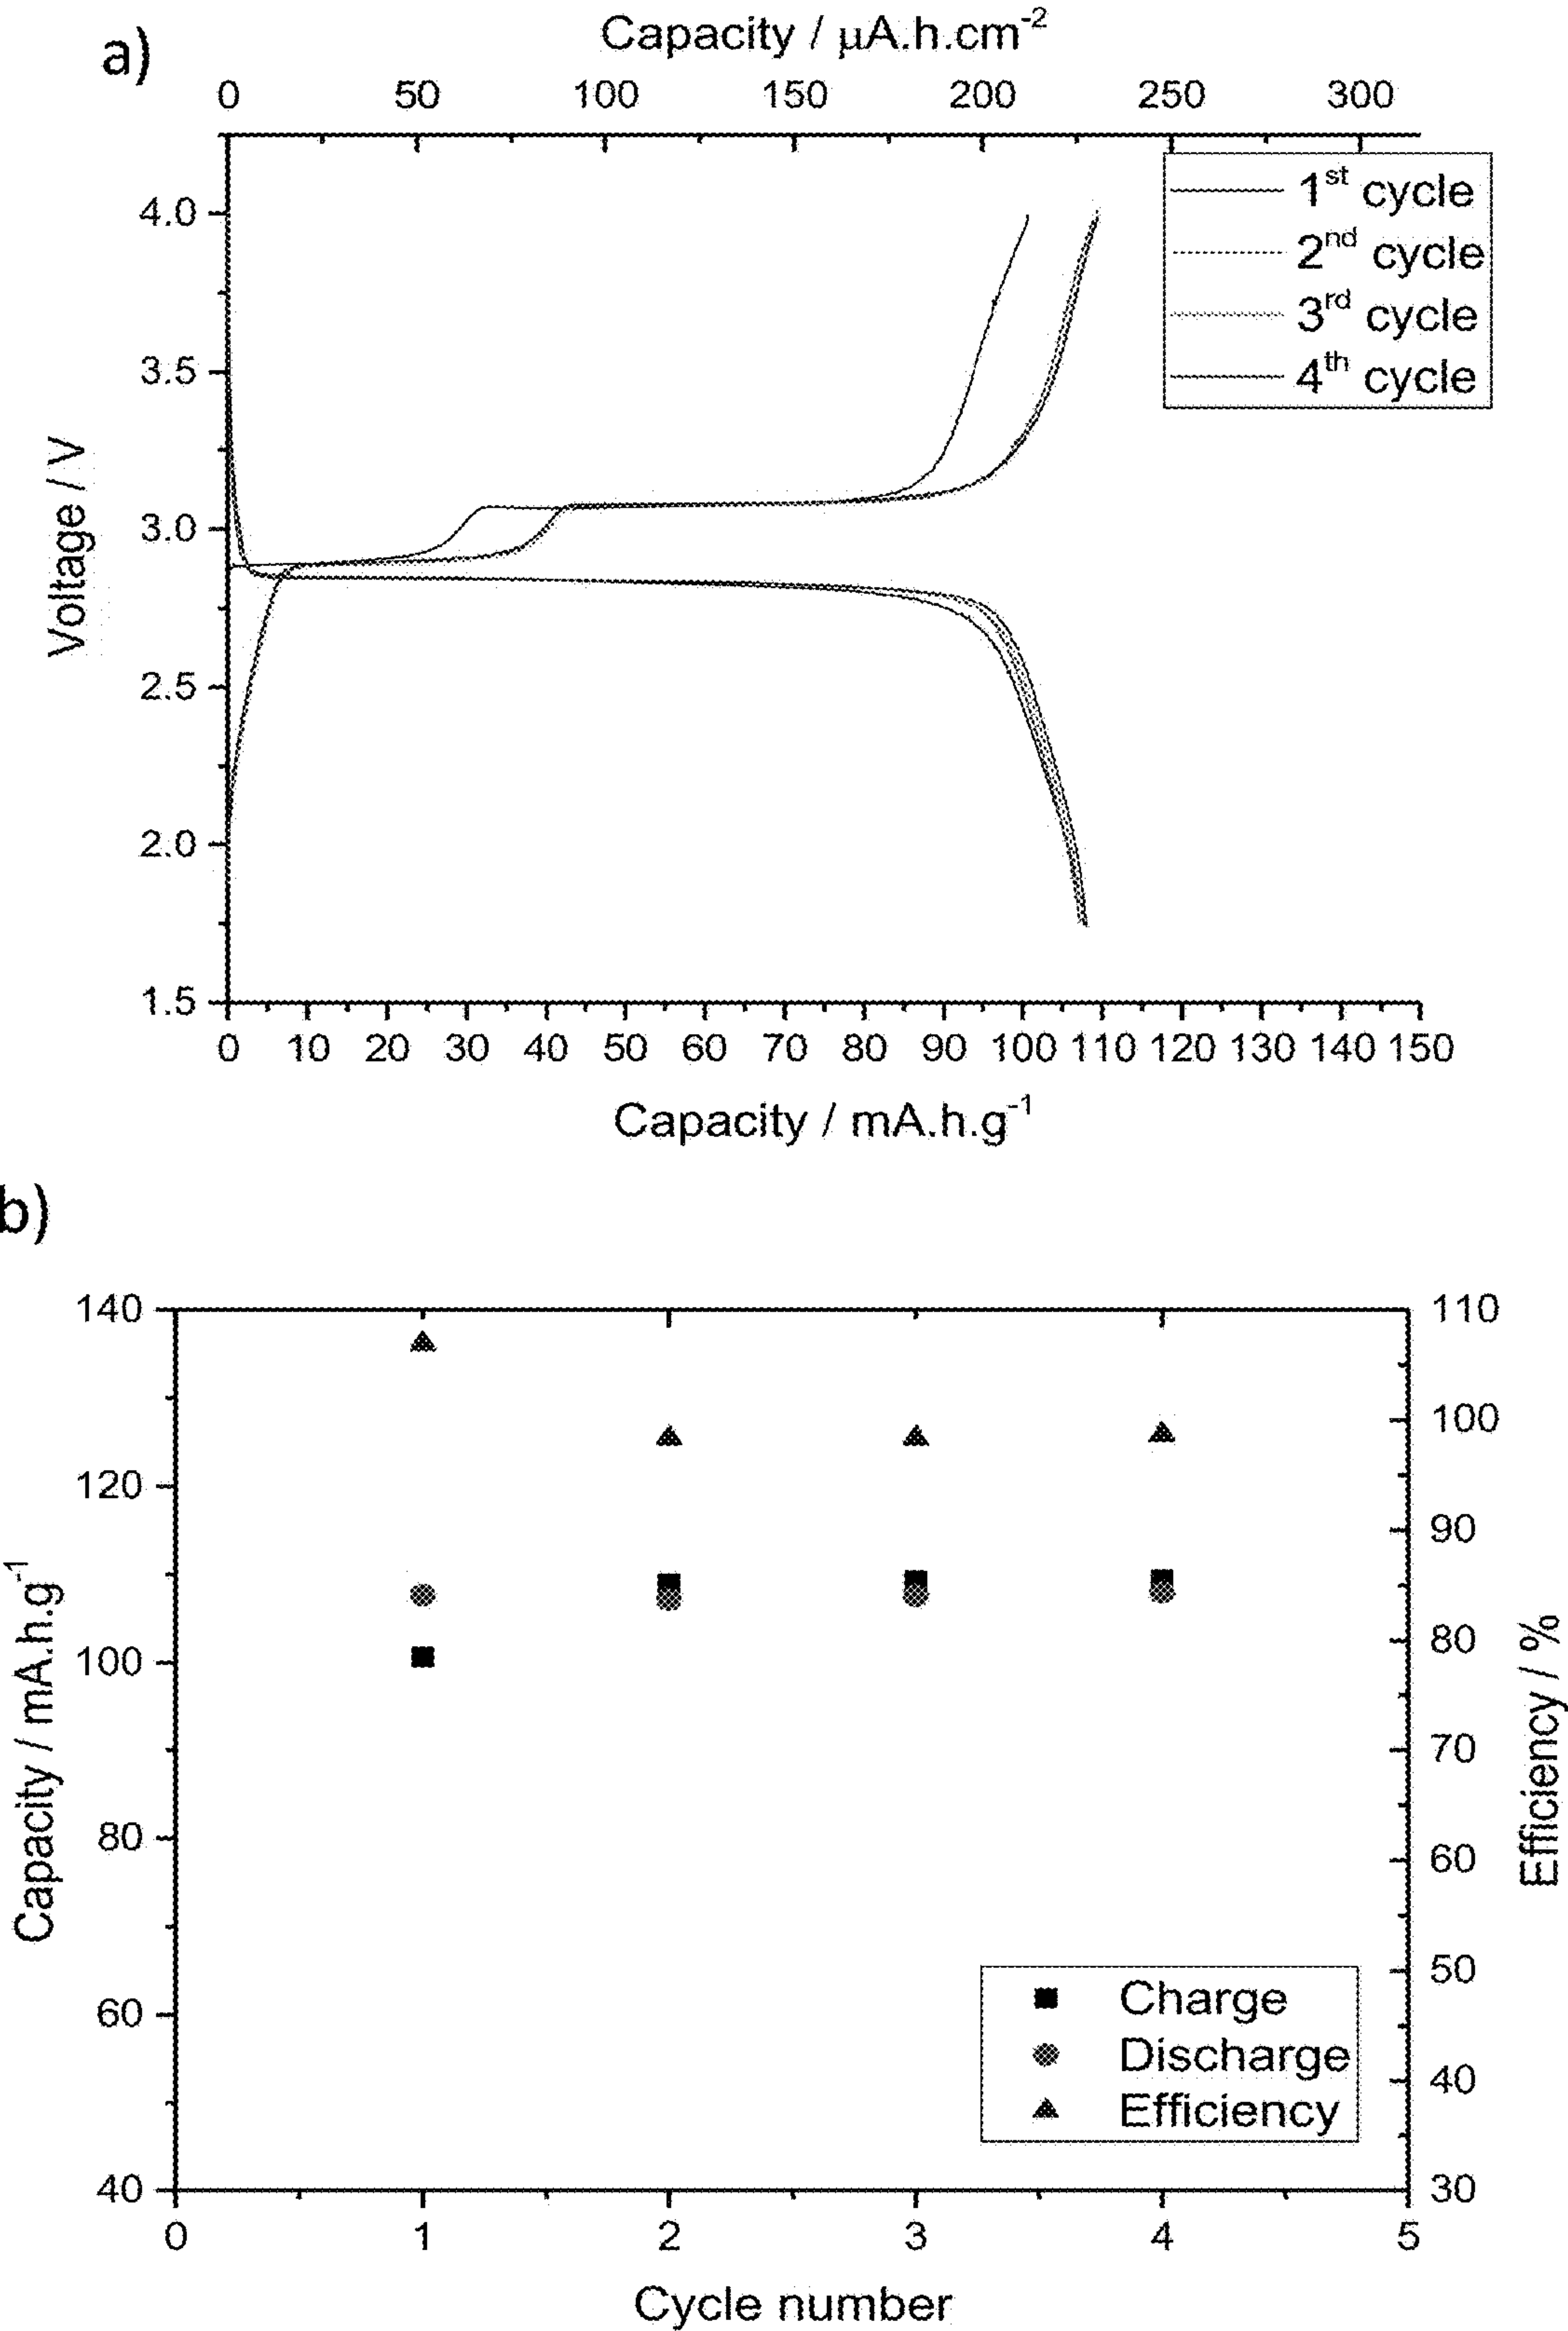 a)
Capacity / µA.h.cm⁻²
0 50 100 150 200 250 300
1st cycle
2nd cycle
3rd cycle
4th cycle
Voltage / V
4.0
3.5
3.0
2.5
2.0
1.5
0 10 20 30 40 50 60 70 80 90 100 110 120 130 140 150
Capacity / mA.h.g⁻¹
b)
Capacity / mA.h.g⁻¹
140
120
100
80
60
40
110
100
90
80
70
60
50
40
30
Efficiency / %
Charge
Discharge
Efficiency
0 1 2 3 4 5
Cycle number